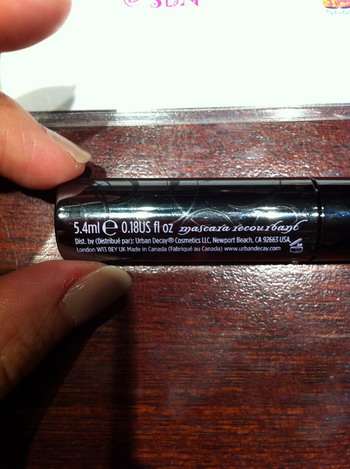 5.4ml ℮ 0.18US fl oz mascara recourbant
Dist. by (Distribué par): Urban Decay® Cosmetics LLC, Newport Beach, CA 92663 USA,
London W13 0EY UK Made in Canada (Fabriqué au Canada) www.urbandecay.com